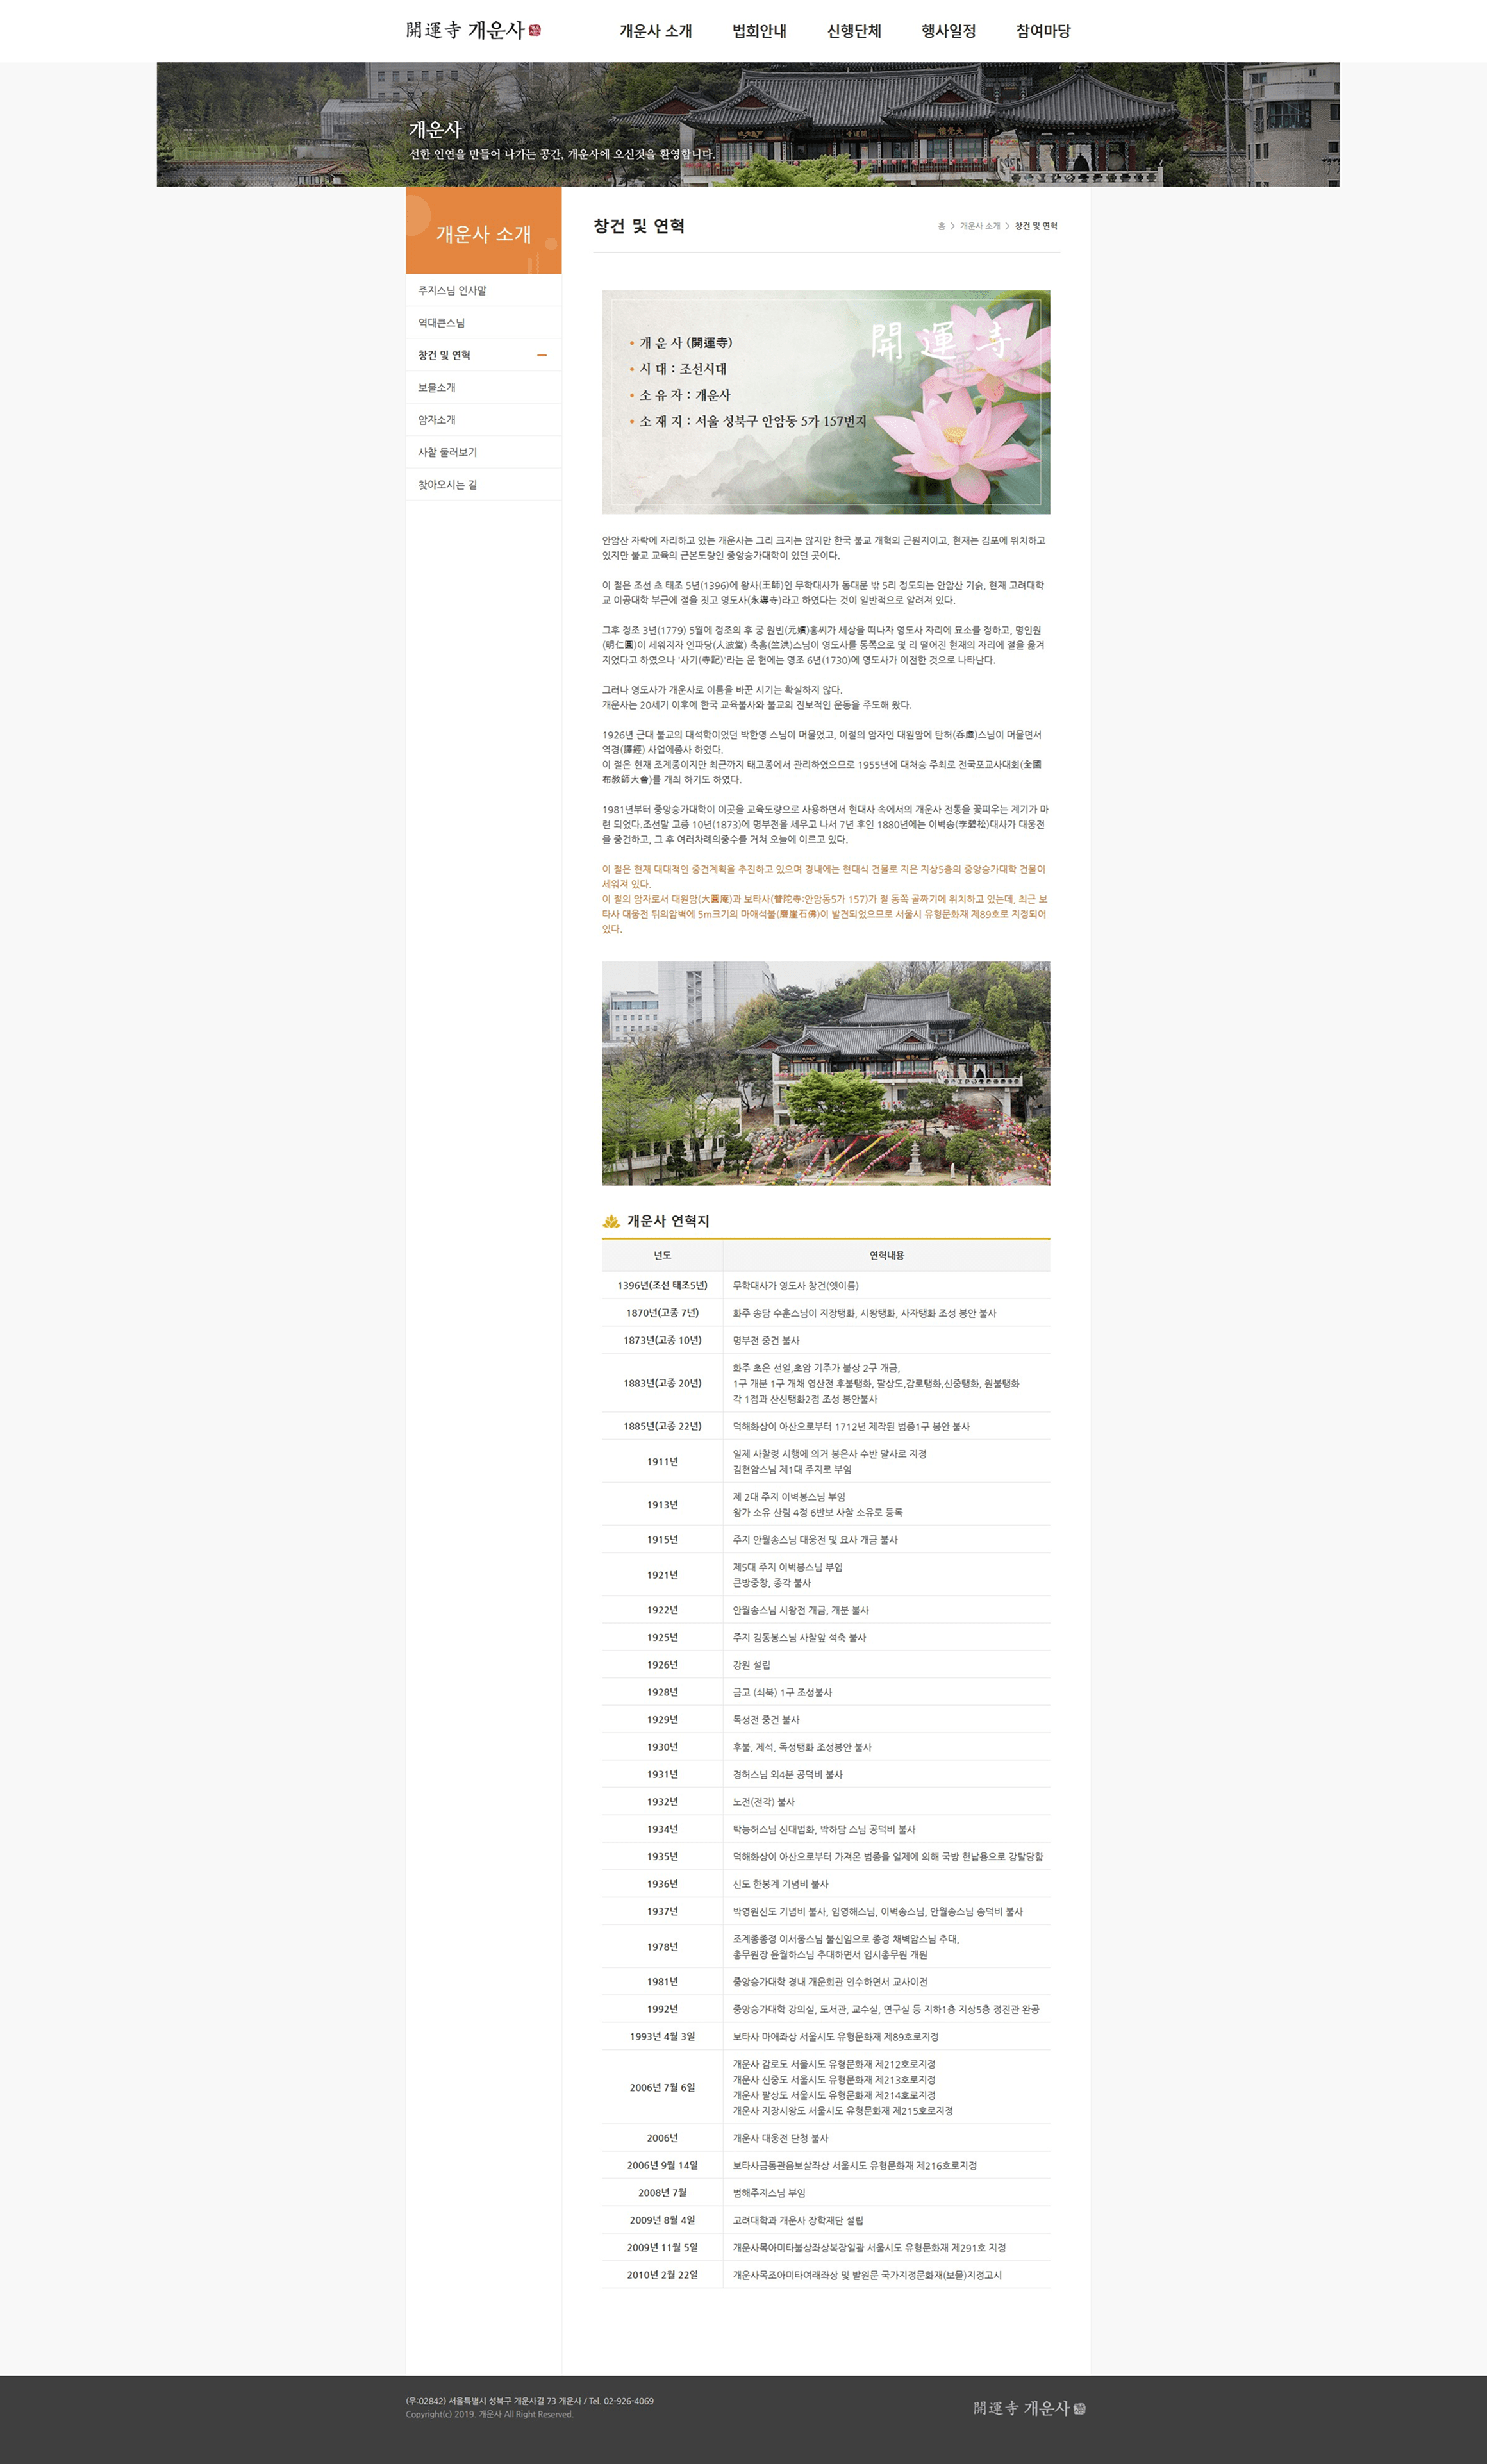 開運寺 개운사
개운사 소개
법회안내
신행단체
행사일정
참여마당
개운사
선한 인연을 만들어 나가는 공간, 개운사에 오신것을 환영합니다.
개운사 소개
주지스님 인사말
역대큰스님
창건 및 연혁
보물소개
암자소개
사찰 둘러보기
찾아오시는 길
창건 및 연혁
홈 > 개운사 소개 > 창건 및 연혁
開運寺
• 개 운 사 (開運寺)
• 시 대 : 조선시대
• 소 유 자 : 개운사
• 소 재 지 : 서울 성북구 안암동 5가 157번지
안암산 자락에 자리하고 있는 개운사는 그리 크지는 않지만 한국 불교 개혁의 근원지이고, 현재는 김포에 위치하고
있지만 불교 교육의 근본도량인 중앙승가대학이 있던 곳이다.
이 절은 조선 초 태조 5년(1396)에 왕사(王師)인 무학대사가 동대문 밖 5리 정도되는 안암산 기슭, 현재 고려대학
교 이공대학 부근에 절을 짓고 영도사(永導寺)라고 하였다는 것이 일반적으로 알려져 있다.
그후 정조 3년(1779) 5월에 정조의 후 궁 원빈(元嬪)홍씨가 세상을 떠나자 영도사 자리에 묘소를 정하고, 명인원
(明仁圓)이 세워지자 인파당(人波堂) 축홍(竺洪)스님이 영도사를 동쪽으로 몇 리 떨어진 현재의 자리에 절을 옮겨
지었다고 하였으나 '사기(寺記)'라는 문 헌에는 영조 6년(1730)에 영도사가 이전한 것으로 나타난다.
그러나 영도사가 개운사로 이름을 바꾼 시기는 확실하지 않다.
개운사는 20세기 이후에 한국 교육불사와 불교의 진보적인 운동을 주도해 왔다.
1926년 근대 불교의 대석학이었던 박한영 스님이 머물었고, 이절의 암자인 대원암에 탄허(呑虛)스님이 머물면서
역경(譯經) 사업에종사 하였다.
이 절은 현재 조계종이지만 최근까지 태고종에서 관리하였으므로 1955년에 대처승 주최로 전국포교사대회(全國
布敎師大會)를 개최 하기도 하였다.
1981년부터 중앙승가대학이 이곳을 교육도량으로 사용하면서 현대사 속에서의 개운사 전통을 꽃피우는 계기가 마
련 되었다.조선말 고종 10년(1873)에 명부전을 세우고 나서 7년 후인 1880년에는 이벽송(李碧松)대사가 대웅전
을 중건하고, 그 후 여러차례의중수를 거쳐 오늘에 이르고 있다.
이 절은 현재 대대적인 중건계획을 추진하고 있으며 경내에는 현대식 건물로 지은 지상5층의 중앙승가대학 건물이
세워져 있다.
이 절의 암자로서 대원암(大圓庵)과 보타사(普陀寺:안암동5가 157)가 절 동쪽 골짜기에 위치하고 있는데, 최근 보
타사 대웅전 뒤의암벽에 5m크기의 마애석불(磨崖石佛)이 발견되었으므로 서울시 유형문화재 제89호로 지정되어
있다.
개운사 연혁지
년도 연혁내용
1396년(조선 태조5년) 무학대사가 영도사 창건(옛이름)
1870년(고종 7년) 화주 송담 수훈스님이 지장탱화, 시왕탱화, 사자탱화 조성 봉안 불사
1873년(고종 10년) 명부전 중건 불사
1883년(고종 20년) 화주 초은 선일,초암 기주가 불상 2구 개금,
1구 개분 1구 개채 영산전 후불탱화, 팔상도,감로탱화,신중탱화, 원불탱화
각 1점과 산신탱화2점 조성 봉안불사
1885년(고종 22년) 덕해화상이 아산으로부터 1712년 제작된 범종1구 봉안 불사
1911년 일제 사찰령 시행에 의거 봉은사 수반 말사로 지정
김현암스님 제1대 주지로 부임
1913년 제 2대 주지 이벽봉스님 부임
왕가 소유 산림 4정 6반보 사찰 소유로 등록
1915년 주지 안월송스님 대웅전 및 요사 개금 불사
1921년 제5대 주지 이벽봉스님 부임
큰방중창, 종각 불사
1922년 안월송스님 시왕전 개금, 개분 불사
1925년 주지 김동봉스님 사찰앞 석축 불사
1926년 강원 설립
1928년 금고 (쇠북) 1구 조성불사
1929년 독성전 중건 불사
1930년 후불, 제석, 독성탱화 조성봉안 불사
1931년 경허스님 외4분 공덕비 불사
1932년 노전(전각) 불사
1934년 탁능허스님 신대법화, 박하담 스님 공덕비 불사
1935년 덕해화상이 아산으로부터 가져온 범종을 일제에 의해 국방 헌납용으로 강탈당함
1936년 신도 한봉계 기념비 불사
1937년 박영원신도 기념비 불사, 임영해스님, 이벽송스님, 안월송스님 송덕비 불사
1978년 조계종종정 이서옹스님 불신임으로 종정 채벽암스님 추대,
총무원장 윤월하스님 추대하면서 임시총무원 개원
1981년 중앙승가대학 경내 개운회관 인수하면서 교사이전
1992년 중앙승가대학 강의실, 도서관, 교수실, 연구실 등 지하1층 지상5층 정진관 완공
1993년 4월 3일 보타사 마애좌상 서울시도 유형문화재 제89호로지정
2006년 7월 6일 개운사 감로도 서울시도 유형문화재 제212호로지정
개운사 신중도 서울시도 유형문화재 제213호로지정
개운사 팔상도 서울시도 유형문화재 제214호로지정
개운사 지장시왕도 서울시도 유형문화재 제215호로지정
2006년 개운사 대웅전 단청 불사
2006년 9월 14일 보타사금동관음보살좌상 서울시도 유형문화재 제216호로지정
2008년 7월 범해주지스님 부임
2009년 8월 4일 고려대학과 개운사 장학재단 설립
2009년 11월 5일 개운사목아미타불상좌상복장일괄 서울시도 유형문화재 제291호 지정
2010년 2월 22일 개운사목조아미타여래좌상 및 발원문 국가지정문화재(보물)지정고시
(우:02842) 서울특별시 성북구 개운사길 73 개운사 / Tel. 02-926-4069
Copyright(c) 2019. 개운사 All Right Reserved.
開運寺 개운사